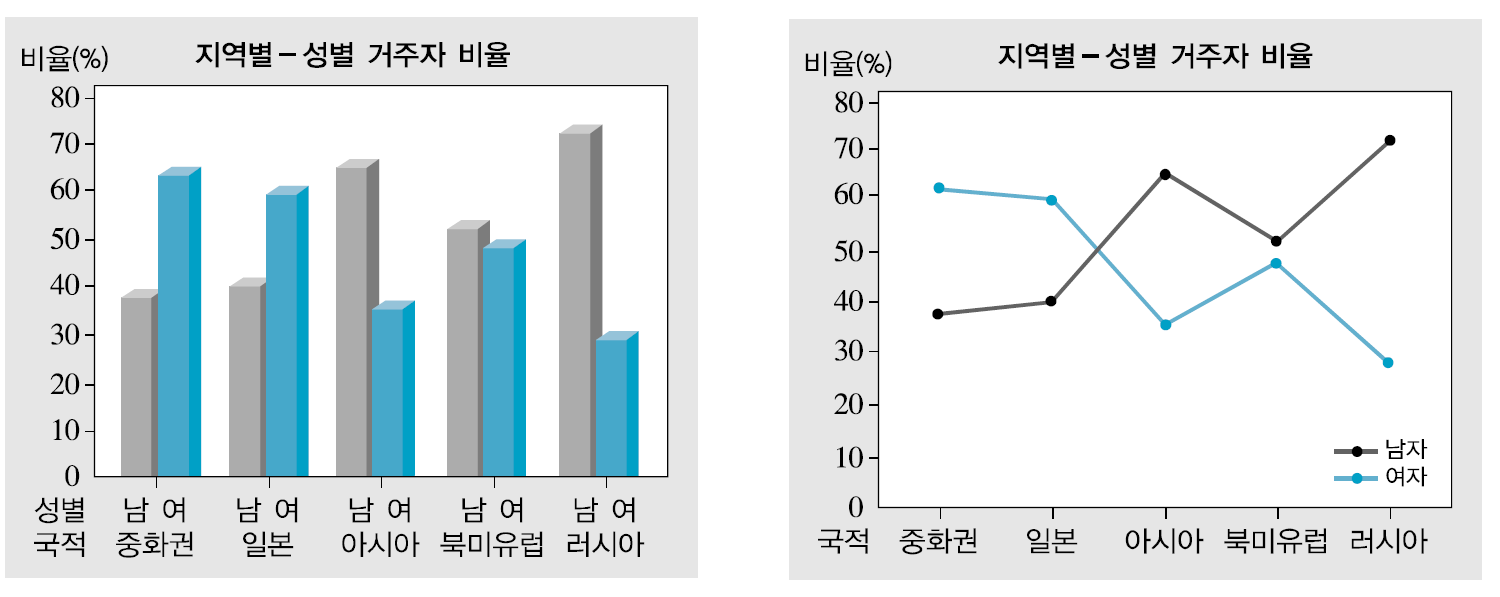 지역별 – 성별 거주자 비율
비율(%)
80
70
60
50
40
30
20
10
0
성별 남 여 남 여 남 여 남 여 남 여
국적 중화권 일본 아시아 북미유럽 러시아
지역별 – 성별 거주자 비율
비율(%)
80
70
60
50
40
30
20
10
0
남자
여자
국적 중화권 일본 아시아 북미유럽 러시아